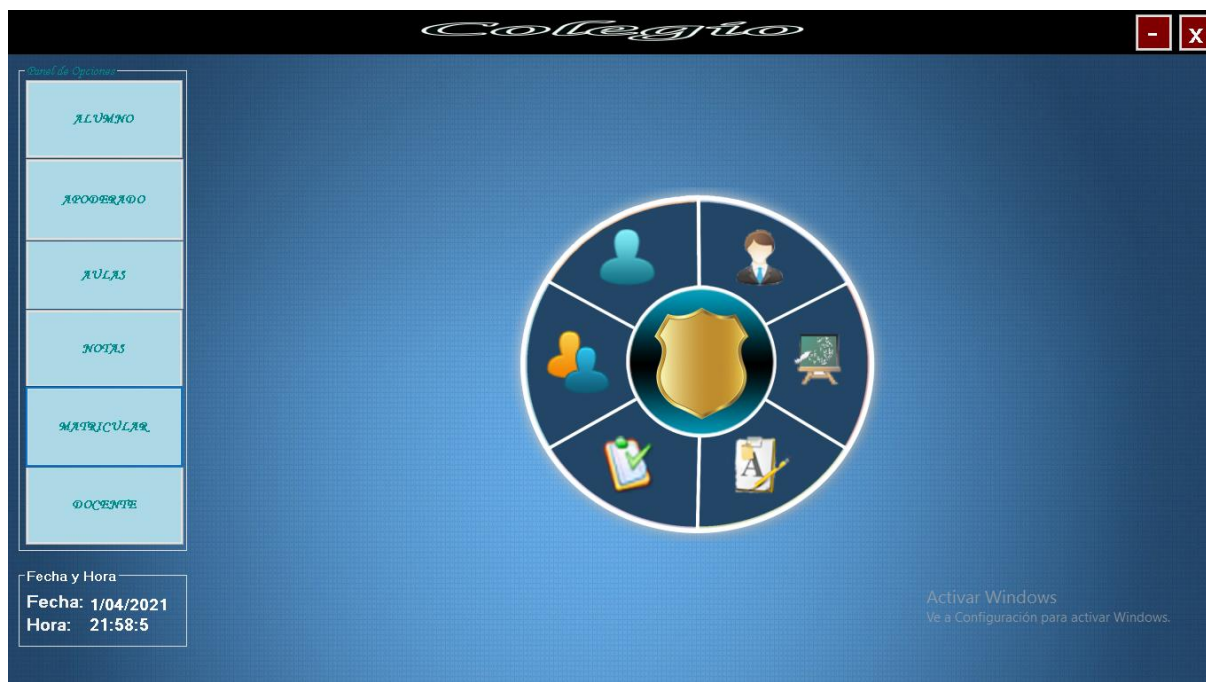 Colegio
- x
Panel de Opciones
ALUMNO
APODERADO
AULAS
NOTAS
MATRICULAR
DOCENTE
Fecha y Hora
Fecha: 1/04/2021
Hora: 21:58:5
A
Activar Windows
Ve a Configuración para activar Windows.